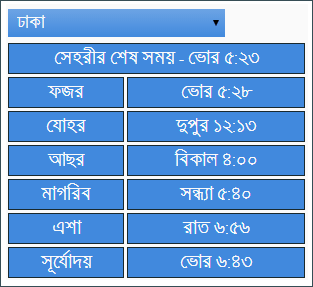 ঢাকা
সেহরীর শেষ সময় - ভোর ৫:২৩
ফজর ভোর ৫:২৮
যোহর দুপুর ১২:১৩
আছর বিকাল ৪:০০
মাগরিব সন্ধ্যা ৫:৪০
এশা রাত ৬:৫৬
সূর্যোদয় ভোর ৬:৪৩